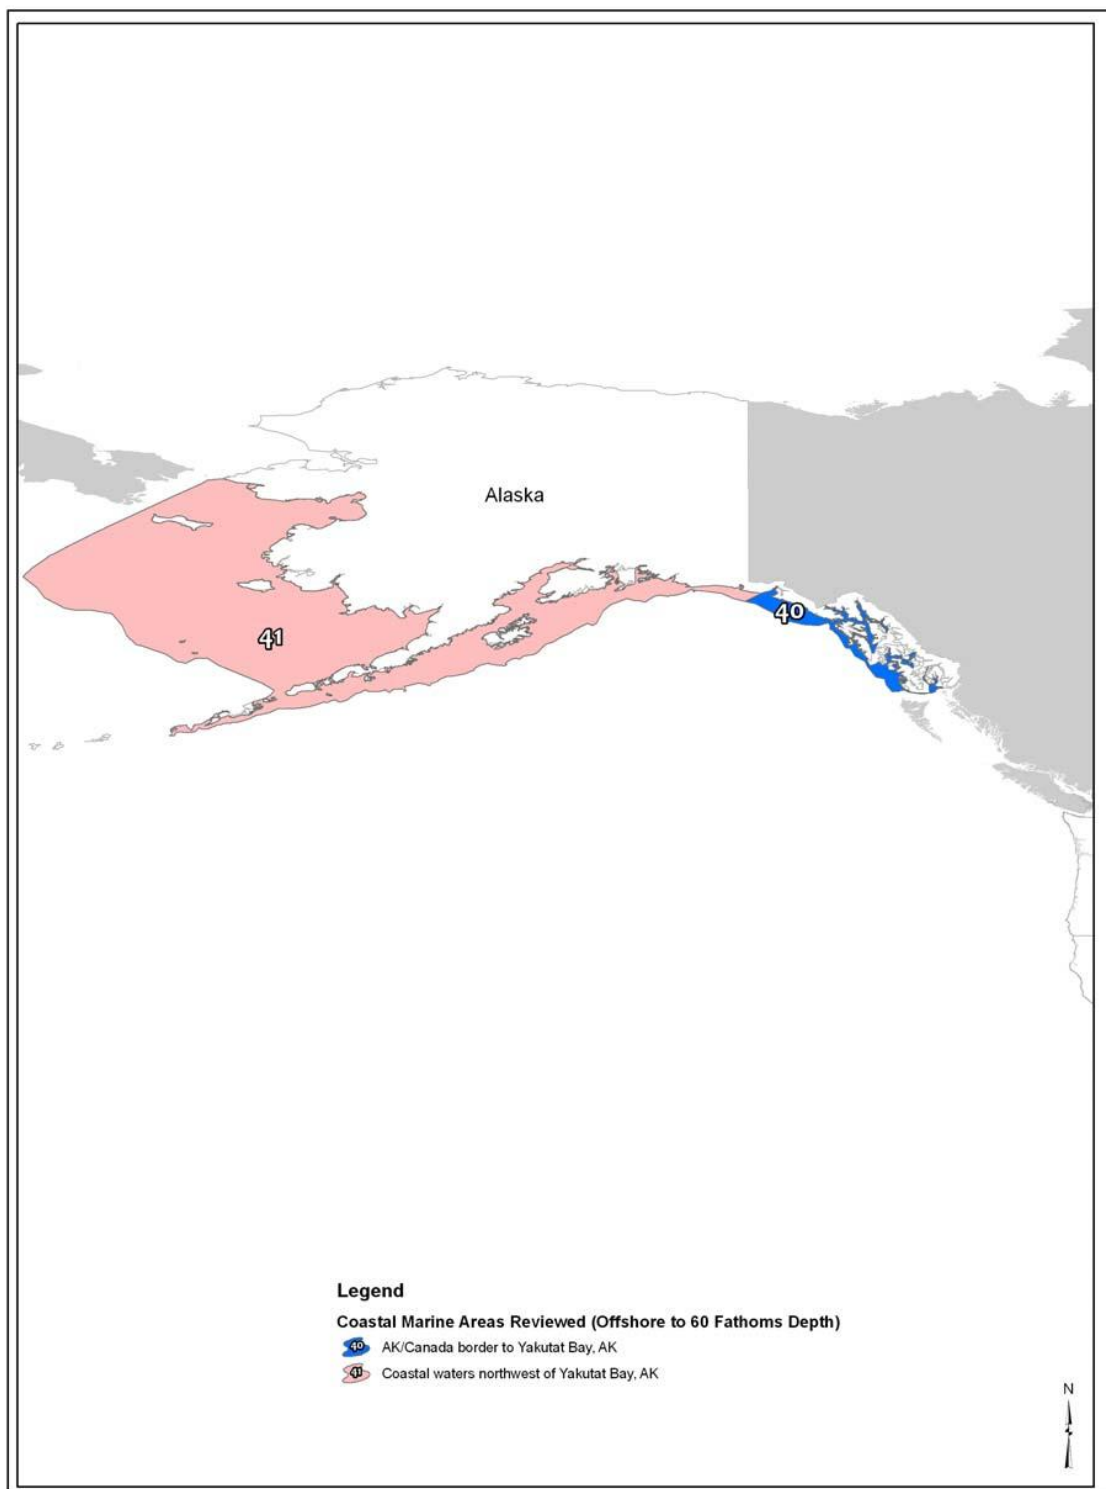 Alaska
41
40
Legend
Coastal Marine Areas Reviewed (Offshore to 60 Fathoms Depth)
40 AK/Canada border to Yakutat Bay, AK
41 Coastal waters northwest of Yakutat Bay, AK
N